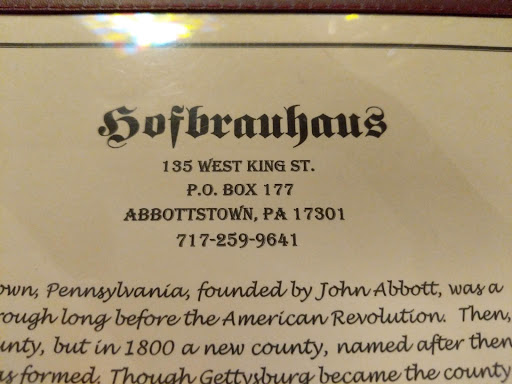 Hofbrauhaus
135 WEST KING ST.
P.O. BOX 177
ABBOTTSTOWN, PA 17301
717-259-9641
own, Pennsylvania, founded by John Abbott, was a
rough long before the American Revolution. Then,
unty, but in 1800 a new county, named after then
as formed. Though Gettysburg became the county